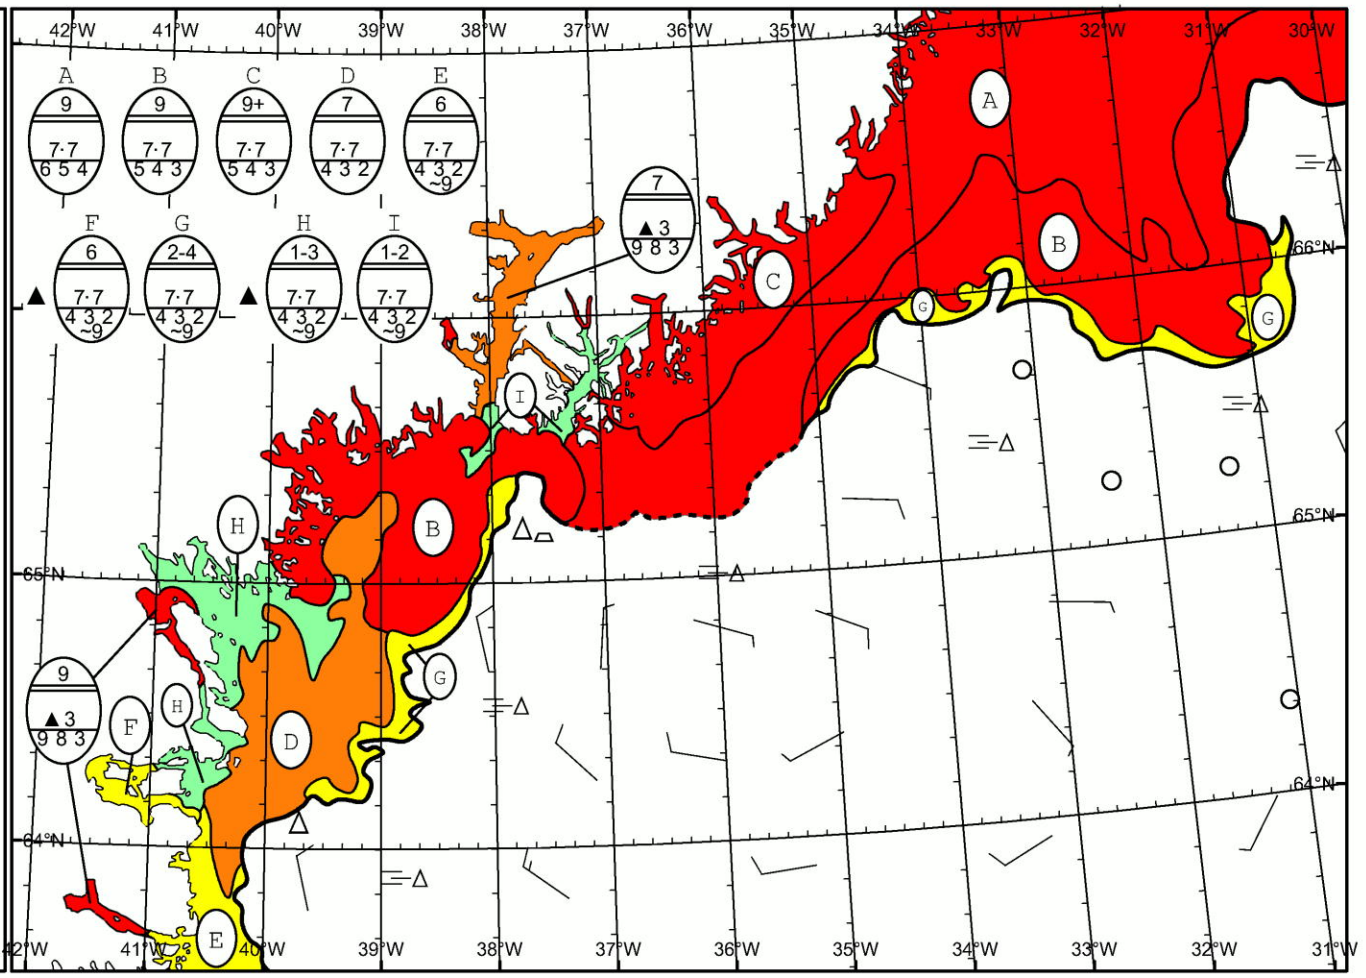 42°W 41°W 40°W 39°W 38°W 37°W 36°W 35°W 34°W 33°W 32°W 31°W 30°W
A B C D E
9 9 9+ 7 6
7·7 7·7 7·7 7·7 7·7
6 5 4 5 4 3 5 4 3 4 3 2 4 3 2
~9
A
7
▲ 3
9 8 3
F G H I
6 2-4 1-3 1-2
▲ 7·7 7·7 ▲ 7·7 7·7
4 3 2 4 3 2 4 3 2 4 3 2
~9 ~9 ~9 ~9
B
66°N
C
G
G
I
H
B
65°N
65°N
9
▲ 3
9 8 3
G
H
F
D
64°N
64°N
E
42°W 41°W 40°W 39°W 38°W 37°W 36°W 35°W 34°W 33°W 32°W 31°W